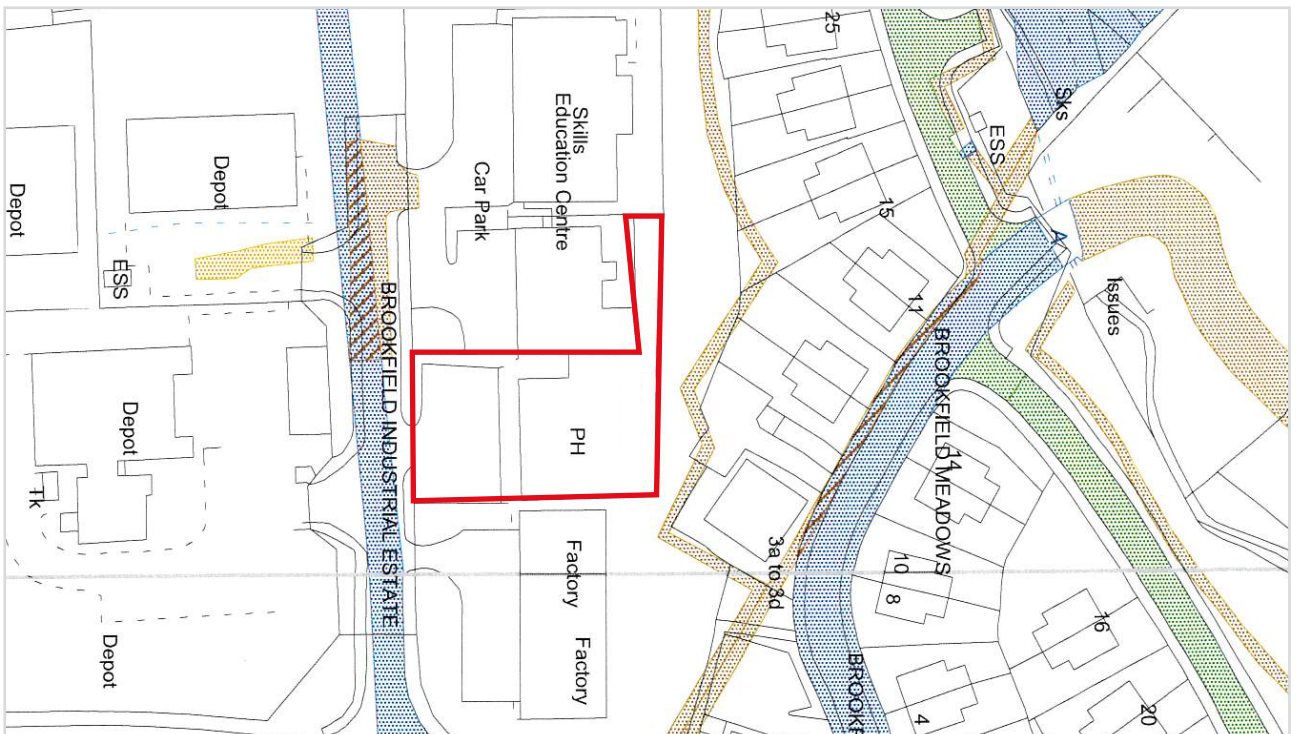 Depot
Depot
ESS
Depot
Tk
Depot
BROOKFIELD INDUSTRIAL ESTATE
Car Park
Skills
Education Centre
PH
Factory
Factory
25
15
11
3a to 3d
ESS
Sks
Issues
BROOKFIELD MEADOWS
14
10
8
4
16
20
BROOKF